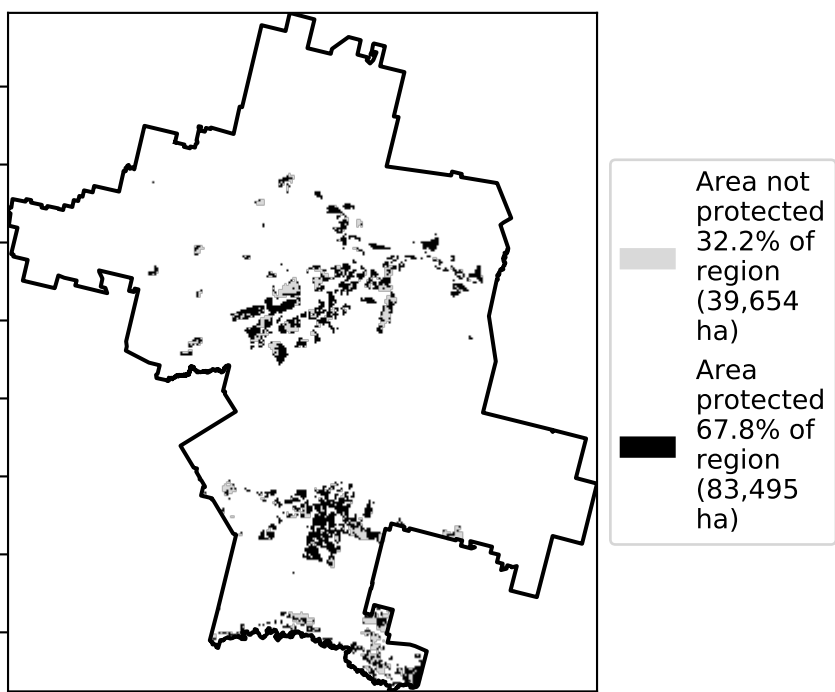 Area not
protected
32.2% of
region
(39,654
ha)
Area
protected
67.8% of
region
(83,495
ha)